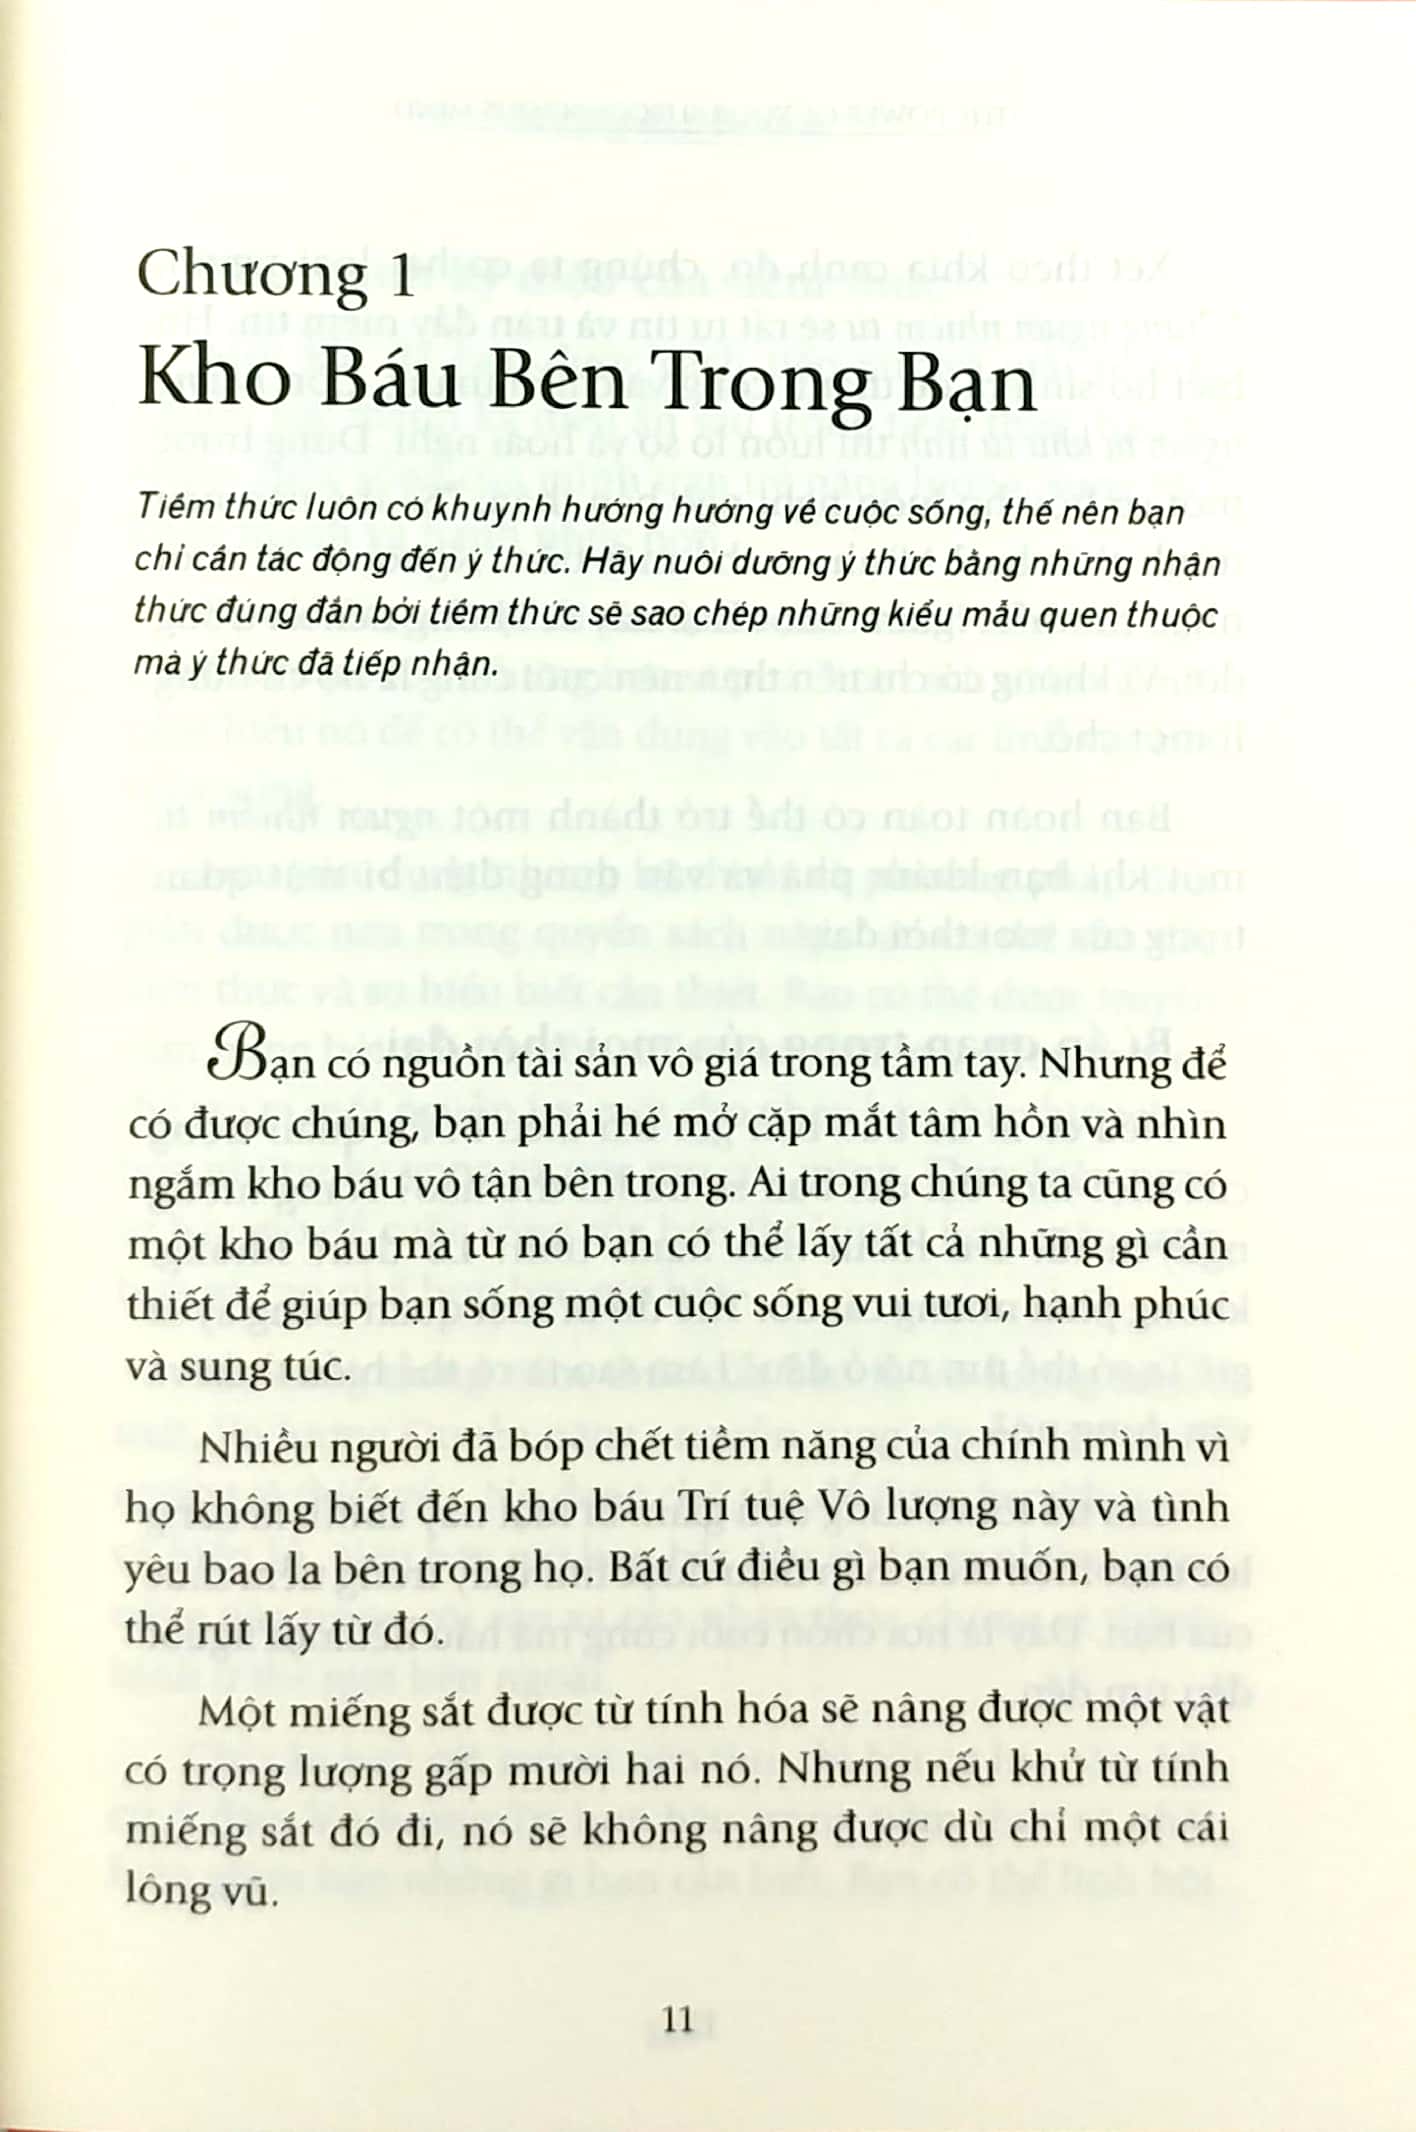 Chương 1
Kho Báu Bên Trong Bạn
Tiềm thức luôn có khuynh hướng hướng về cuộc sống, thế nên bạn
chỉ cần tác động đến ý thức. Hãy nuôi dưỡng ý thức bằng những nhận
thức đúng đắn bởi tiềm thức sẽ sao chép những kiểu mẫu quen thuộc
mà ý thức đã tiếp nhận.
Bạn có nguồn tài sản vô giá trong tầm tay. Nhưng để
có được chúng, bạn phải hé mở cặp mắt tâm hồn và nhìn
ngắm kho báu vô tận bên trong. Ai trong chúng ta cũng có
một kho báu mà từ nó bạn có thể lấy tất cả những gì cần
thiết để giúp bạn sống một cuộc sống vui tươi, hạnh phúc
và sung túc.
Nhiều người đã bóp chết tiềm năng của chính mình vì
họ không biết đến kho báu Trí tuệ Vô lượng này và tình
yêu bao la bên trong họ. Bất cứ điều gì bạn muốn, bạn có
thể rút lấy từ đó.
Một miếng sắt được từ tính hóa sẽ nâng được một vật
có trọng lượng gấp mười hai nó. Nhưng nếu khử từ tính
miếng sắt đó đi, nó sẽ không nâng được dù chỉ một cái
lông vũ.
11